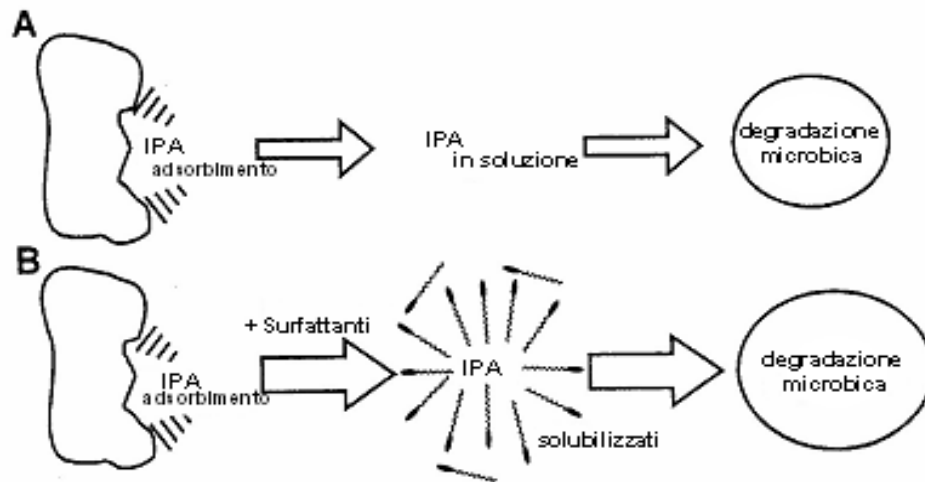 A
IPA
adsorbimento
IPA
in soluzione
degradazione
microbica
B
+ Surfattanti
IPA
adsorbimento
IPA
solubilizzati
degradazione
microbica